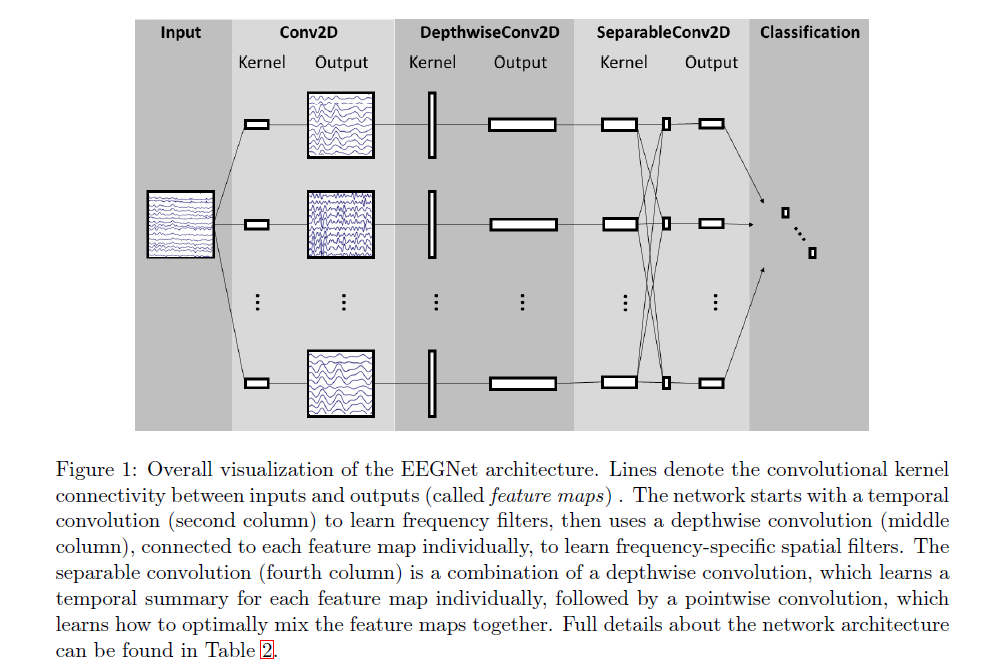 Input Conv2D DepthwiseConv2D SeparableConv2D Classification
Kernel Output Kernel Output Kernel Output
Figure 1: Overall visualization of the EEGNet architecture. Lines denote the convolutional kernel
connectivity between inputs and outputs (called feature maps) . The network starts with a temporal
convolution (second column) to learn frequency filters, then uses a depthwise convolution (middle
column), connected to each feature map individually, to learn frequency-specific spatial filters. The
separable convolution (fourth column) is a combination of a depthwise convolution, which learns a
temporal summary for each feature map individually, followed by a pointwise convolution, which
learns how to optimally mix the feature maps together. Full details about the network architecture
can be found in Table 2.